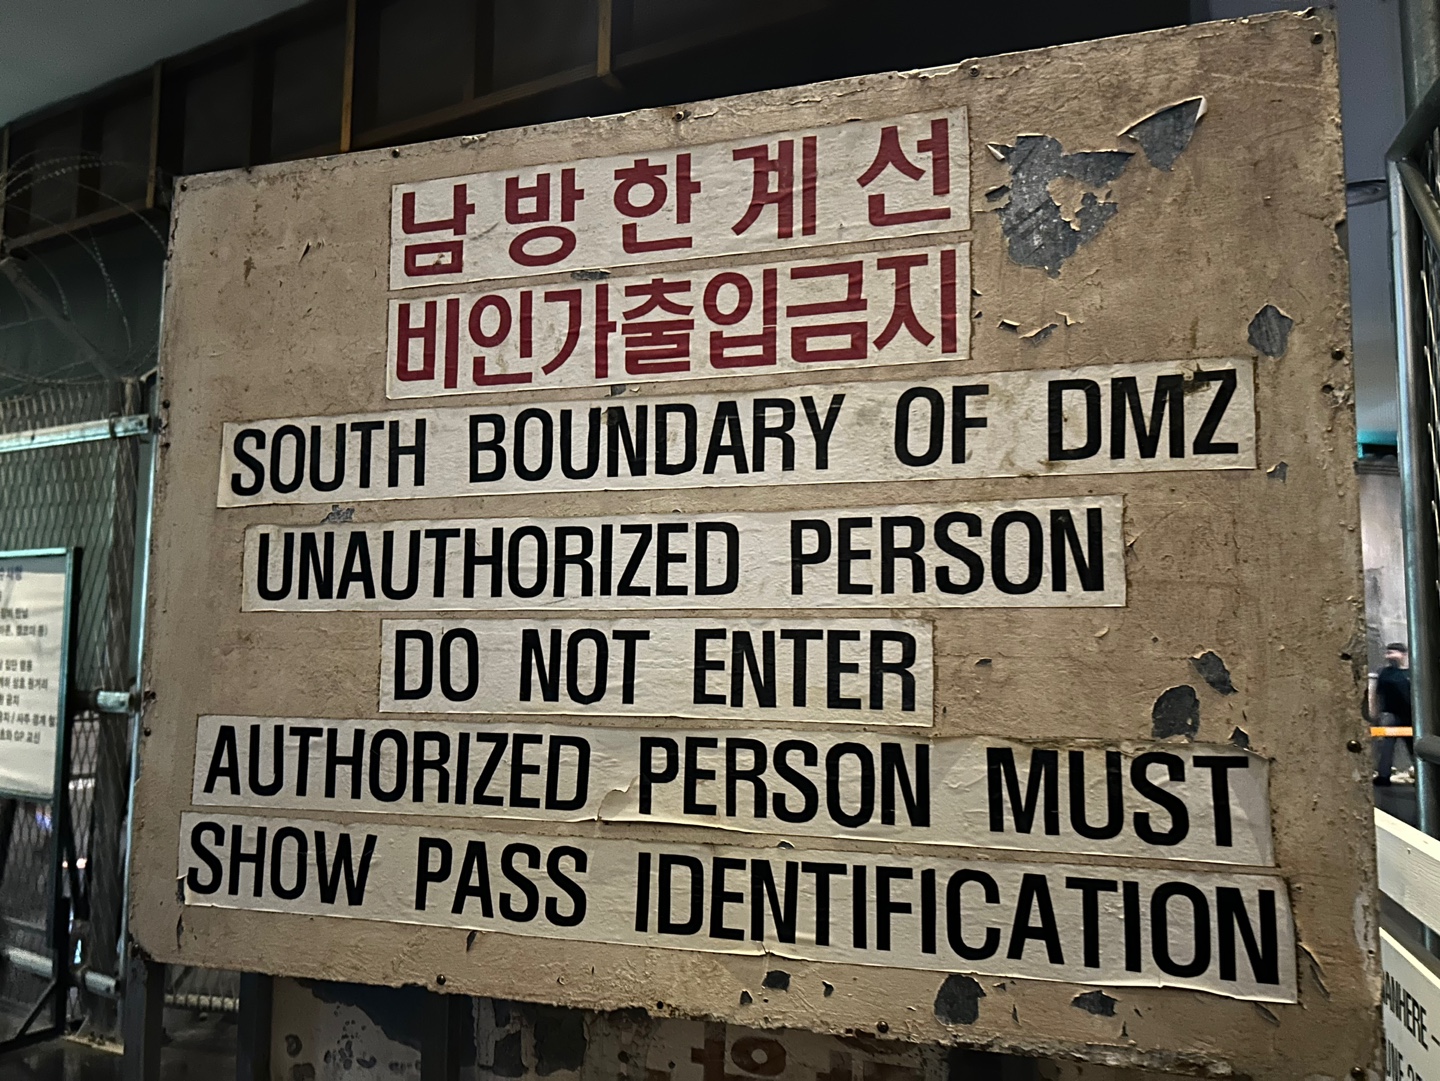 남방한계선
비인가출입금지
SOUTH BOUNDARY OF DMZ
UNAUTHORIZED PERSON
DO NOT ENTER
AUTHORIZED PERSON MUST
SHOW PASS IDENTIFICATION